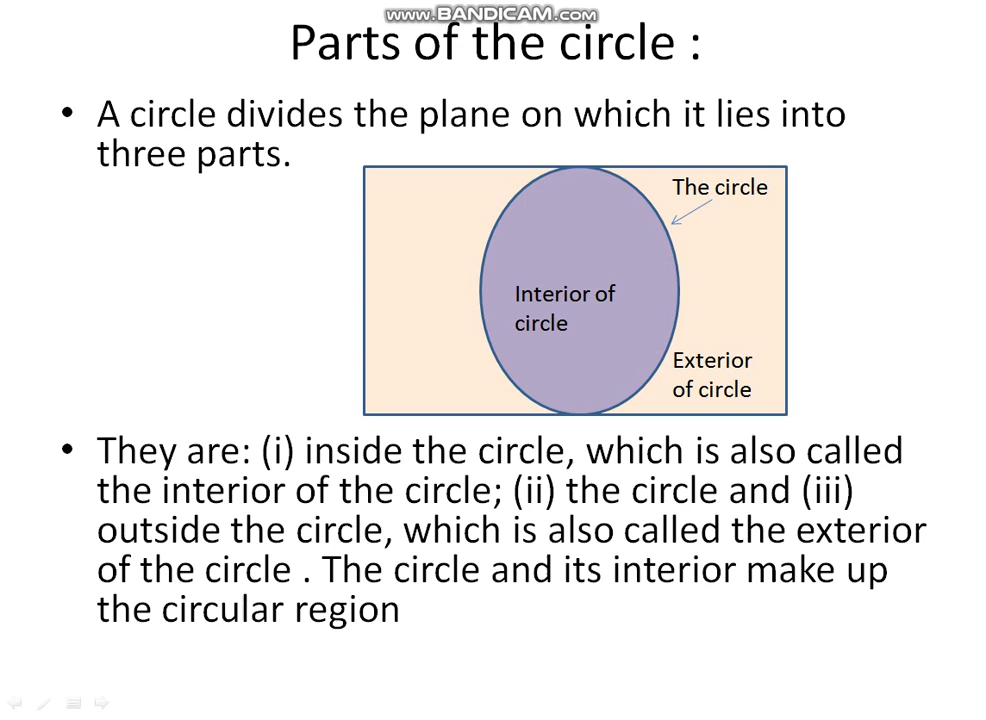 www.BANDICAM.com
Parts of the circle :
• A circle divides the plane on which it lies into
three parts.
The circle
Interior of
circle
Exterior
of circle
• They are: (i) inside the circle, which is also called
the interior of the circle; (ii) the circle and (iii)
outside the circle, which is also called the exterior
of the circle . The circle and its interior make up
the circular region